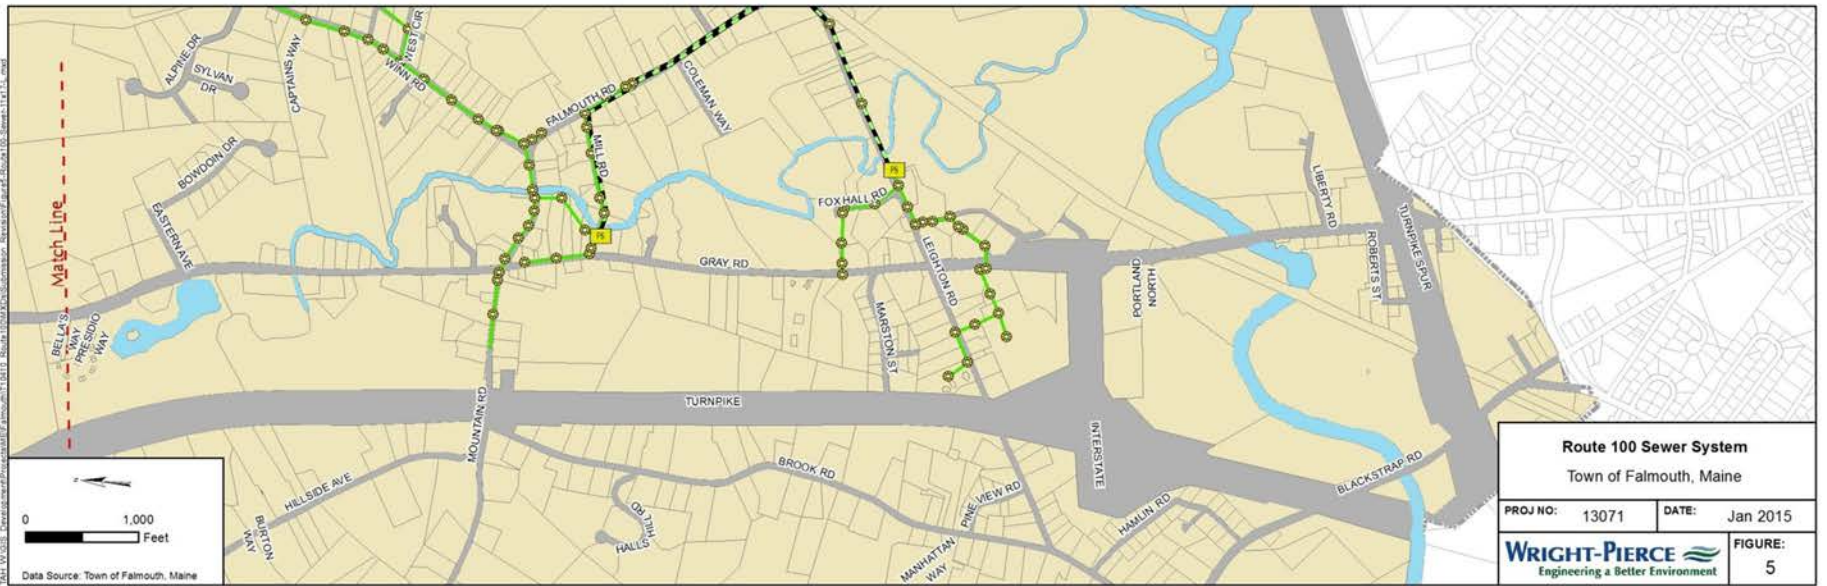 WEST CIR
ALPINE DR
SYLVAN
DR
CAPTAINS WAY
WINN RD
COLEMAN WAY
FALMOUTH RD
MILL RD
BOWDOIN DR
PS
FOXHALL RD
LIBERTY RD
EASTERN AVE
Match Line
PS
GRAY RD
LEIGHTON RD
PORTLAND
NORTH
ROBERTS ST
TURNPIKE SPUR
BELLA'S
WAY
PRESIDIO
WAY
MARSTON ST
TURNPIKE
MOUNTAIN RD
INTERSTATE
BROOK RD
BLACKSTRAP RD
HILLSIDE AVE
BURTON
WAY
HILL RD
HALLS
PINE VIEW RD
HAMLIN RD
MANHATTAN
WAY
0 1,000
Feet
Data Source: Town of Falmouth, Maine
Route 100 Sewer System
Town of Falmouth, Maine
PROJ NO: 13071 DATE: Jan 2015
WRIGHT-PIERCE
Engineering a Better Environment
FIGURE:
5